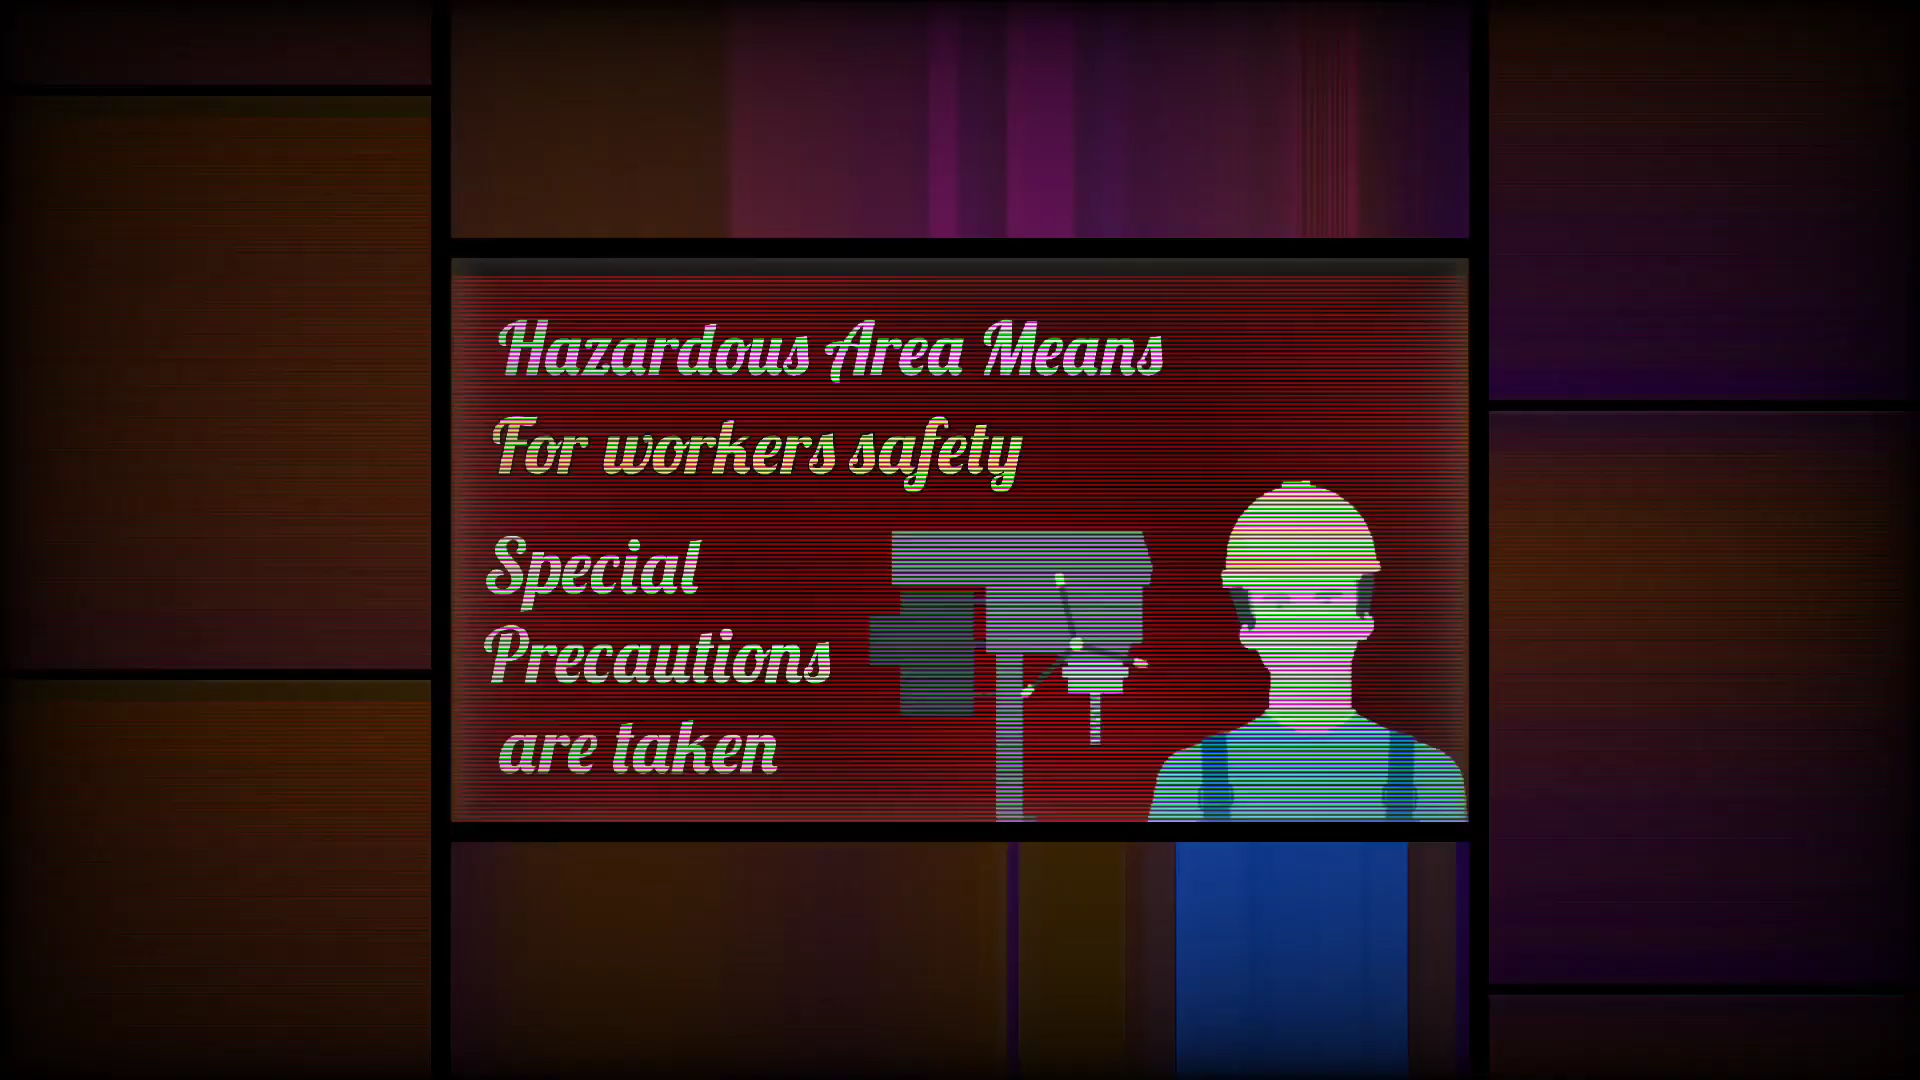 Hazardous Area Means
For workers safety
Special
Precautions
are taken